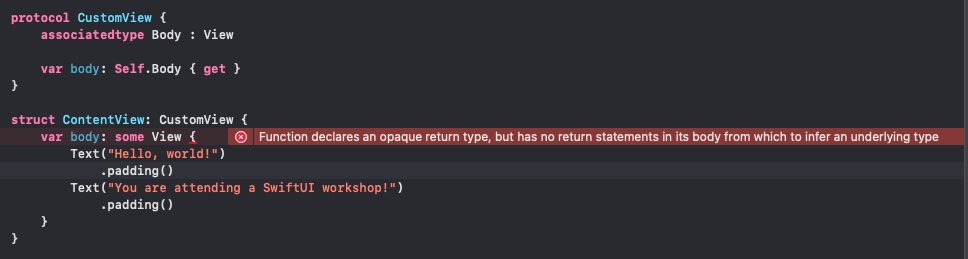 protocol CustomView {
    associatedtype Body : View
    var body: Self.Body { get }
}
struct ContentView: CustomView {
    var body: some View { Function declares an opaque return type, but has no return statements in its body from which to infer an underlying type
        Text("Hello, world!")
            .padding()
        Text("You are attending a SwiftUI workshop!")
            .padding()
    }
}